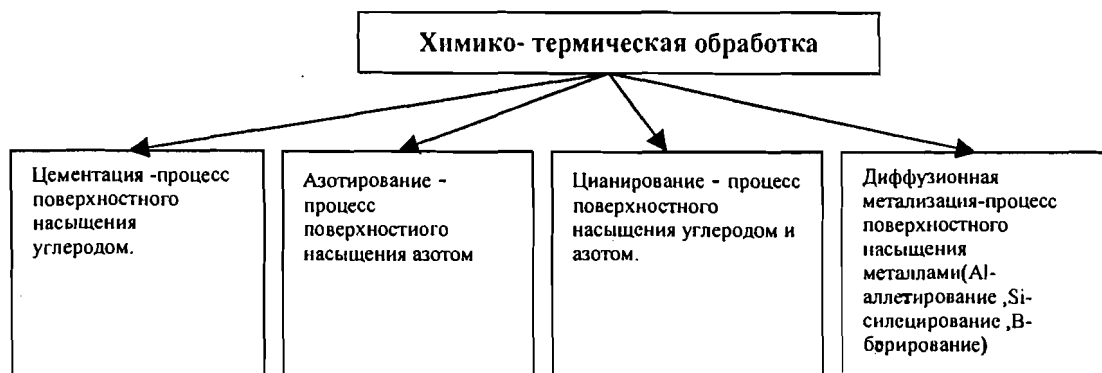 Химико- термическая обработка
Цементация -процесс
поверхностного
насыщения
углеродом.
Азотирование -
процесс
поверхностиого
насыщения азотом
Цианирование - процесс
поверхностного
насыщения углеродом и
азотом.
Диффузионная
метализация-процесс
поверхностного
насыщения
металлами(Al-
аллетирование ,Si-
силецирование ,В-
борирование)